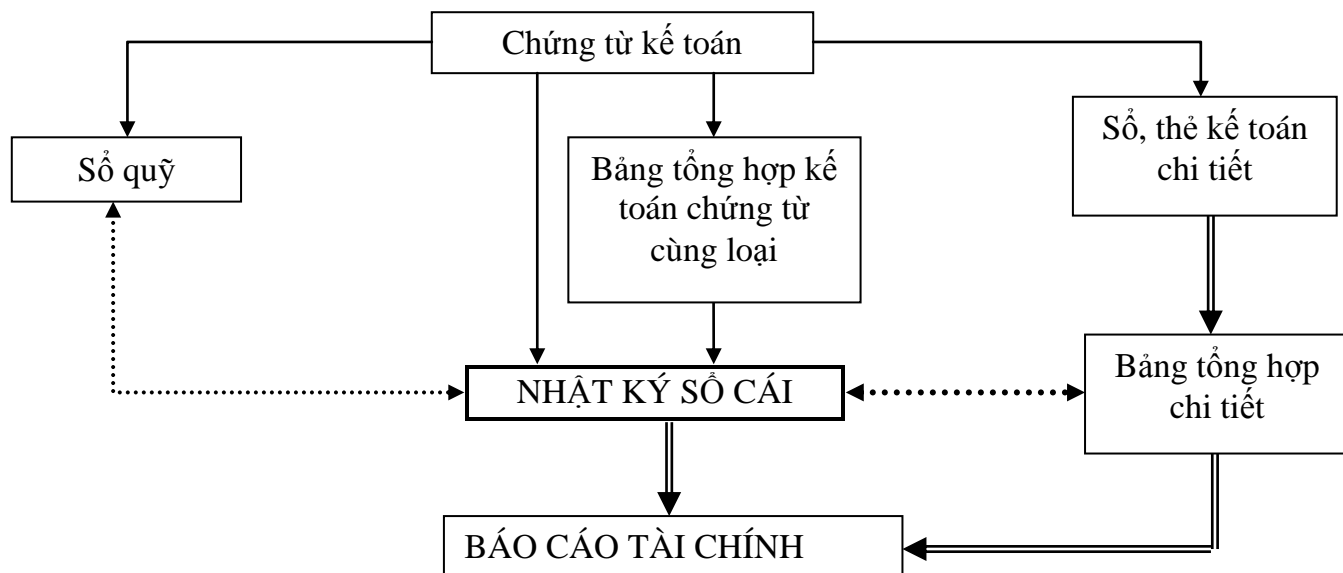 Chứng từ kế toán
Sổ quỹ
Bảng tổng hợp kế
toán chứng từ
cùng loại
Sổ, thẻ kế toán
chi tiết
NHẬT KÝ SỔ CÁI
Bảng tổng hợp
chi tiết
BÁO CÁO TÀI CHÍNH